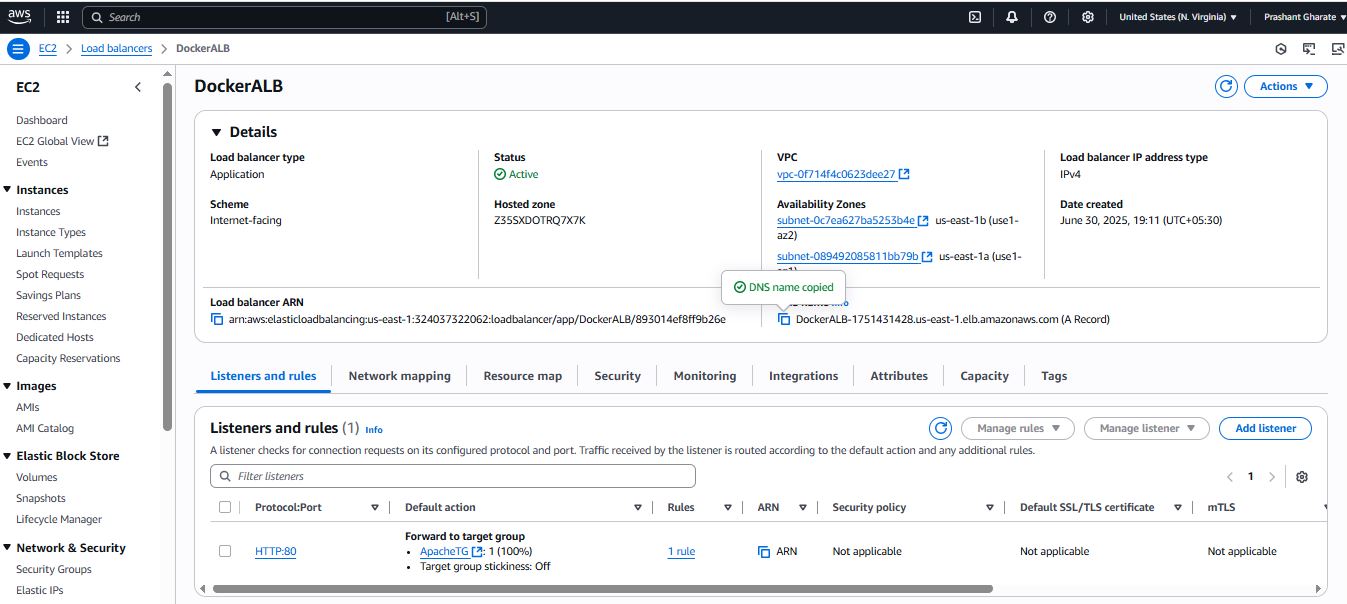 aws
Search [Alt+S]
United States (N. Virginia)
Prashant Gharate
EC2 > Load balancers > DockerALB
EC2
Dashboard
EC2 Global View
Events
Instances
Instances
Instance Types
Launch Templates
Spot Requests
Savings Plans
Reserved Instances
Dedicated Hosts
Capacity Reservations
Images
AMIs
AMI Catalog
Elastic Block Store
Volumes
Snapshots
Lifecycle Manager
Network & Security
Security Groups
Elastic IPs
DockerALB
Actions
Details
Load balancer type
Application
Status
Active
VPC
vpc-0f714f4c0623dee27
Load balancer IP address type
IPv4
Scheme
Internet-facing
Hosted zone
Z35SXDOTRQ7X7K
Availability Zones
subnet-0c7ea627ba5253b4e us-east-1b (use1-
az2)
subnet-089492085811bb79b us-east-1a (use1-
Date created
June 30, 2025, 19:11 (UTC+05:30)
DNS name copied
Load balancer ARN
arn:aws:elasticloadbalancing:us-east-1:324037322062:loadbalancer/app/DockerALB/893014ef8ff9b26e
DockerALB-1751431428.us-east-1.elb.amazonaws.com (A Record)
Listeners and rules
Network mapping
Resource map
Security
Monitoring
Integrations
Attributes
Capacity
Tags
Listeners and rules (1) Info
Manage rules
Manage listener
Add listener
A listener checks for connection requests on its configured protocol and port. Traffic received by the listener is routed according to the default action and any additional rules.
Filter listeners
1
Protocol:Port Default action Rules ARN Security policy Default SSL/TLS certificate mTLS
Forward to target group
HTTP:80 • ApacheTG : 1 (100%) 1 rule ARN Not applicable Not applicable Not applicable
• Target group stickiness: Off